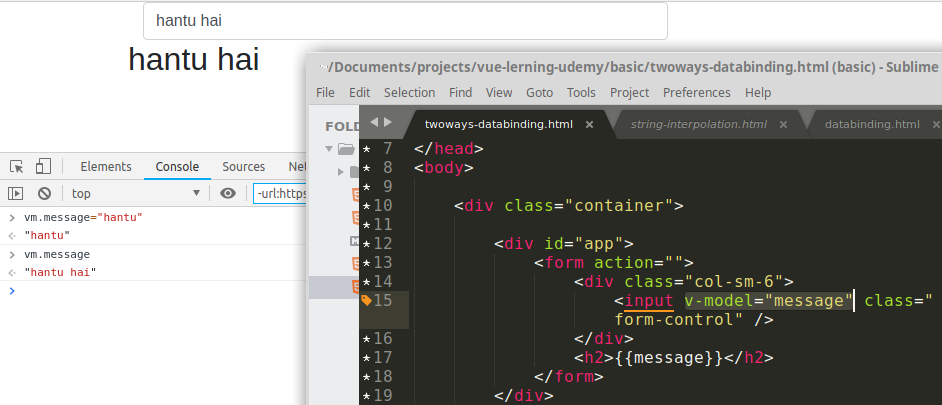 hantu hai
hantu hai
~/Documents/projects/vue-lerning-udemy/basic/twoways-databinding.html (basic) - Sublime
File Edit Selection Find View Goto Tools Project Preferences Help
FOLD
twoways-databinding.html × string-interpolation.html × databinding.html ×
Elements Console Sources Net
top -url:https
vm.message="hantu"
"hantu"
vm.message
"hantu hai"
* 7 </head>
* 8 <body>
* 9
*10 <div class="container">
*11
*12 <div id="app">
*13 <form action="">
*14 <div class="col-sm-6">
15 <input v-model="message" class="
form-control" />
*16 </div>
*17 <h2>{{message}}</h2>
*18 </form>
*19 </div>